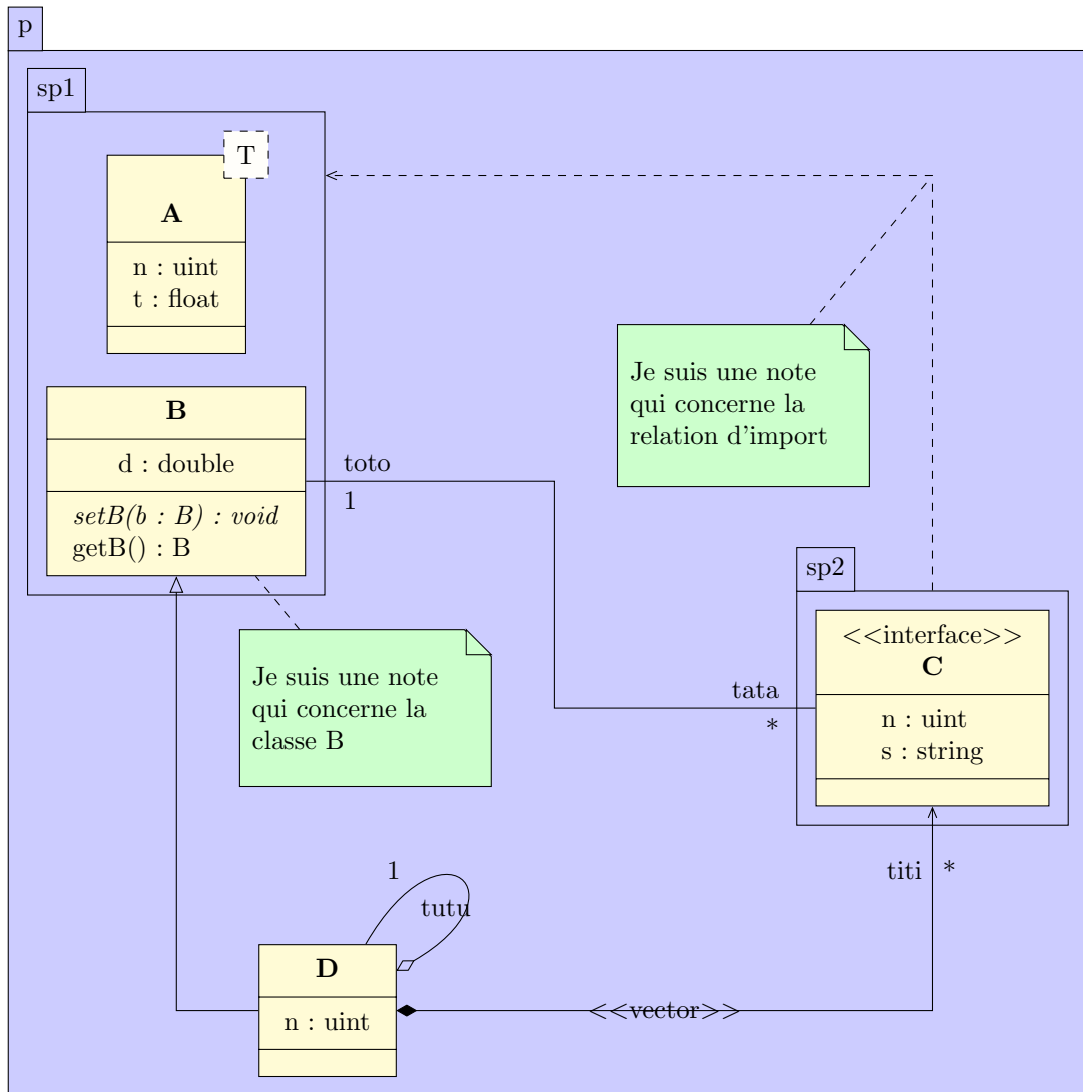 p
sp1
T
A
n : uint
t : float
B
d : double
setB(b : B) : void
getB() : B
toto
1
Je suis une note
qui concerne la
relation d'import
sp2
<<interface>>
C
n : uint
s : string
tata
*
Je suis une note
qui concerne la
classe B
titi
*
1
tutu
D
n : uint
<<vector>>